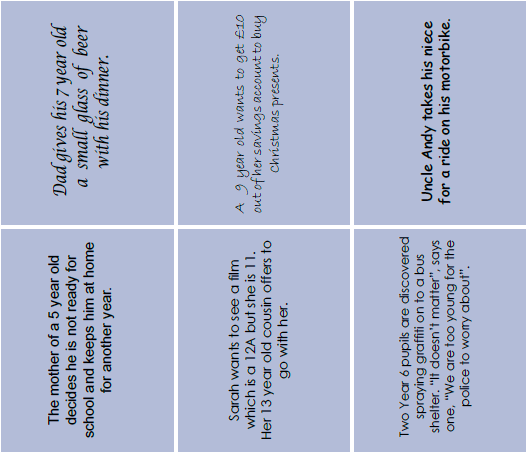 Dad gives his 7 year old
a small glass of beer
with his dinner.
A 9 year old wants to get £10
out of her savings account to buy
Christmas presents.
Uncle Andy takes his niece
for a ride on his motorbike.
The mother of a 5 year old
decides he is not ready for
school and keeps him at home
for another year.
Sarah wants to see a film
which is a 12A but she is 11.
Her 13 year old cousin offers to
go with her.
Two Year 6 pupils are discovered
spraying graffiti on to a bus
shelter. "It doesn't matter", says
one, "We are too young for the
police to worry about".